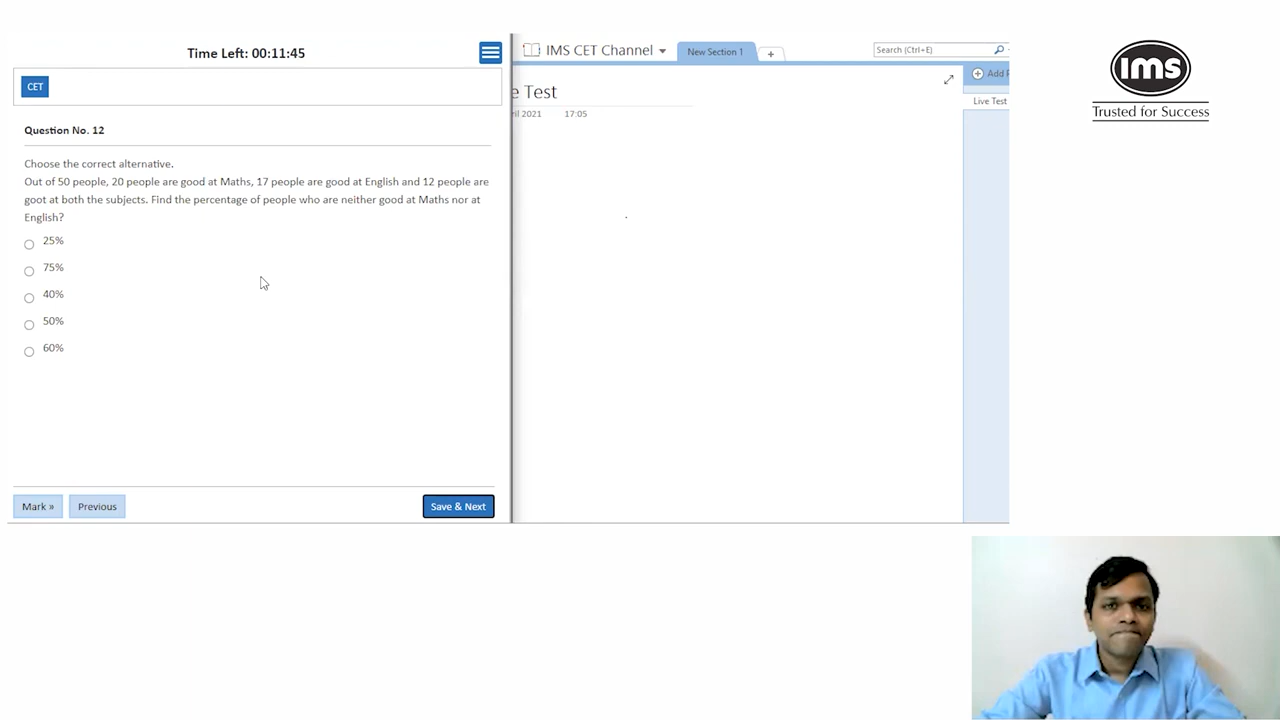 Time Left: 00:11:45
CET
Question No. 12
Choose the correct alternative.
Out of 50 people, 20 people are good at Maths, 17 people are good at English and 12 people are
goot at both the subjects. Find the percentage of people who are neither good at Maths nor at
English?
25%
75%
40%
50%
60%
Mark »
Previous
Save & Next
IMS CET Channel
New Section 1
+
Search (Ctrl+E)
Add
e Test
ril 2021 17:05
Live Test
ims
Trusted for Success